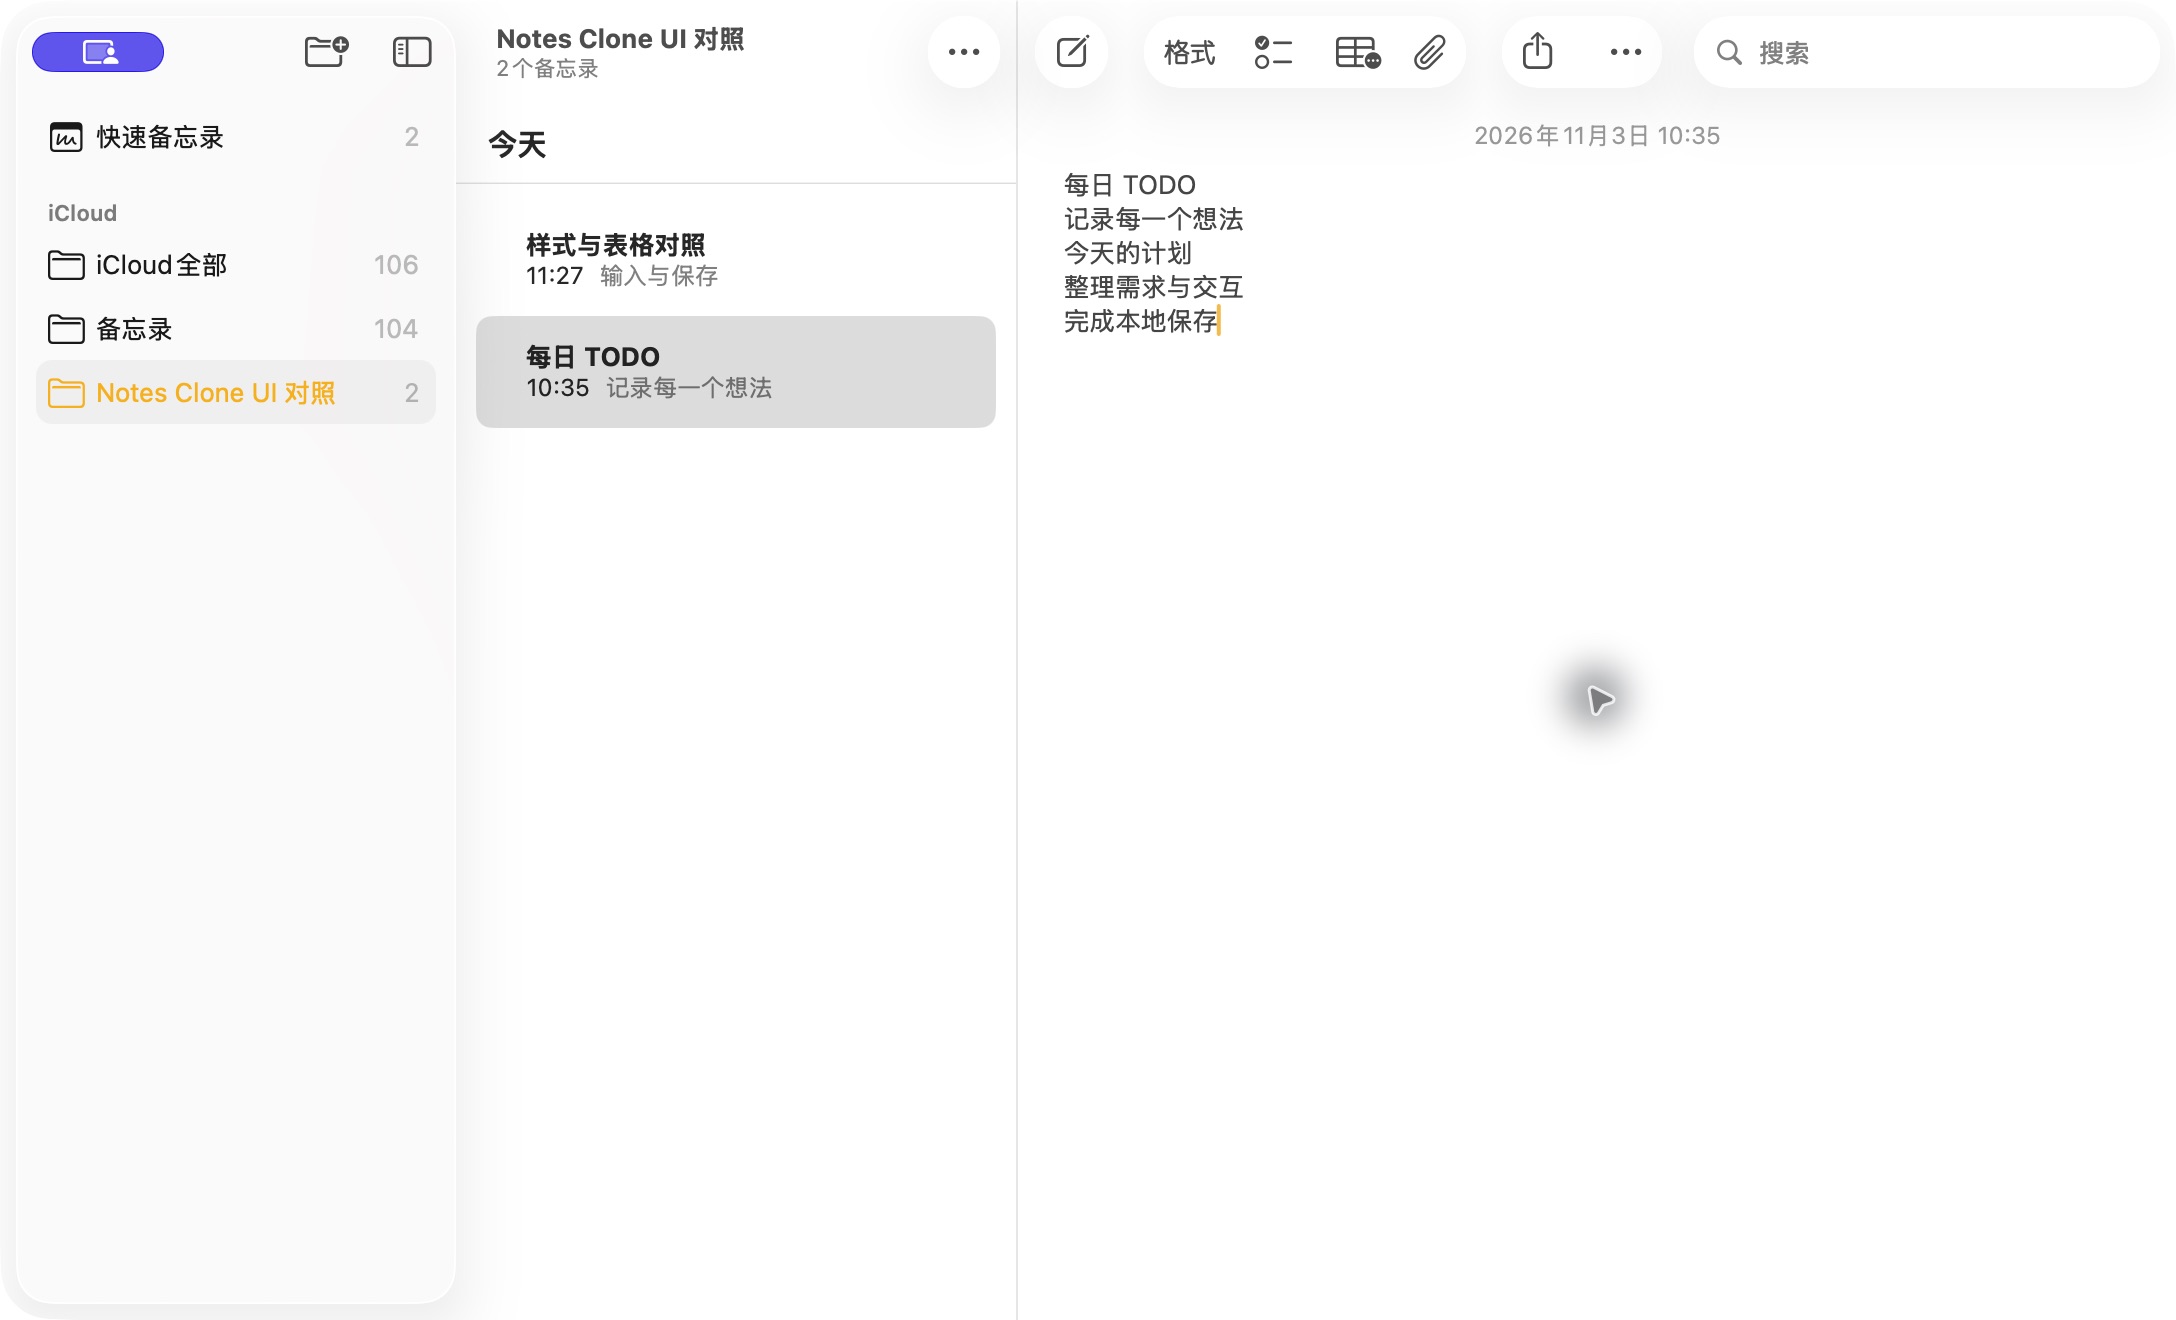 快速备忘录 2
iCloud
iCloud全部 106
备忘录 104
Notes Clone UI 对照 2
Notes Clone UI 对照
2个备忘录
今天
样式与表格对照
11:27 输入与保存
每日 TODO
10:35 记录每一个想法
格式
搜索
2026年11月3日 10:35
每日 TODO
记录每一个想法
今天的计划
整理需求与交互
完成本地保存